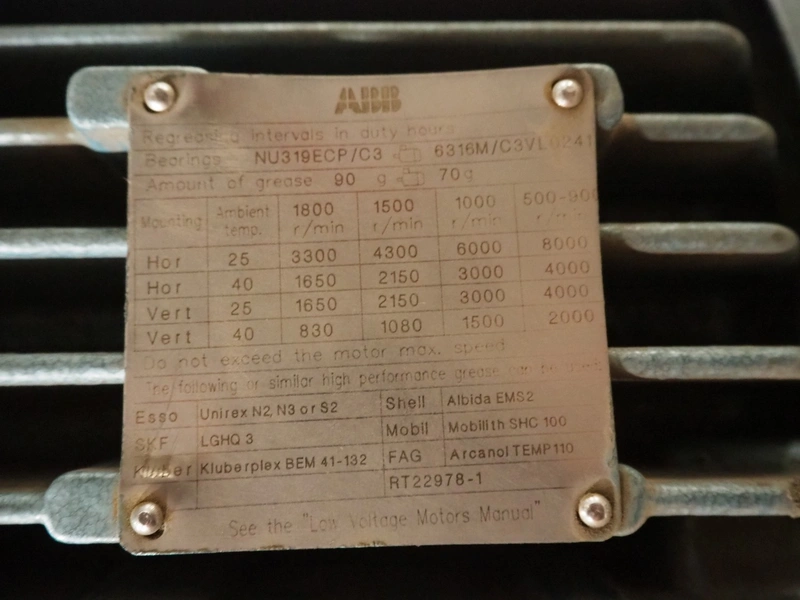 ABB
Regreasing intervals in duty hours
Bearings NU319ECP/C3 6316M/C3VL0241
Amount of grease 90 g 70g
Mounting Ambient temp. 1800 r/min 1500 r/min 1000 r/min 500-900 r/min
Hor 25 3300 4300 6000 8000
Hor 40 1650 2150 3000 4000
Vert 25 1650 2150 3000 4000
Vert 40 830 1080 1500 2000
Do not exceed the motor max. speed
The following or similar high performance grease can be used:
Esso Unirex N2, N3 or S2 Shell Albida EMS2
SKF LGHQ 3 Mobil Mobilith SHC 100
Kluber Kluberplex BEM 41-132 FAG Arcanol TEMP110
RT22978-1
See the "Low Voltage Motors Manual"